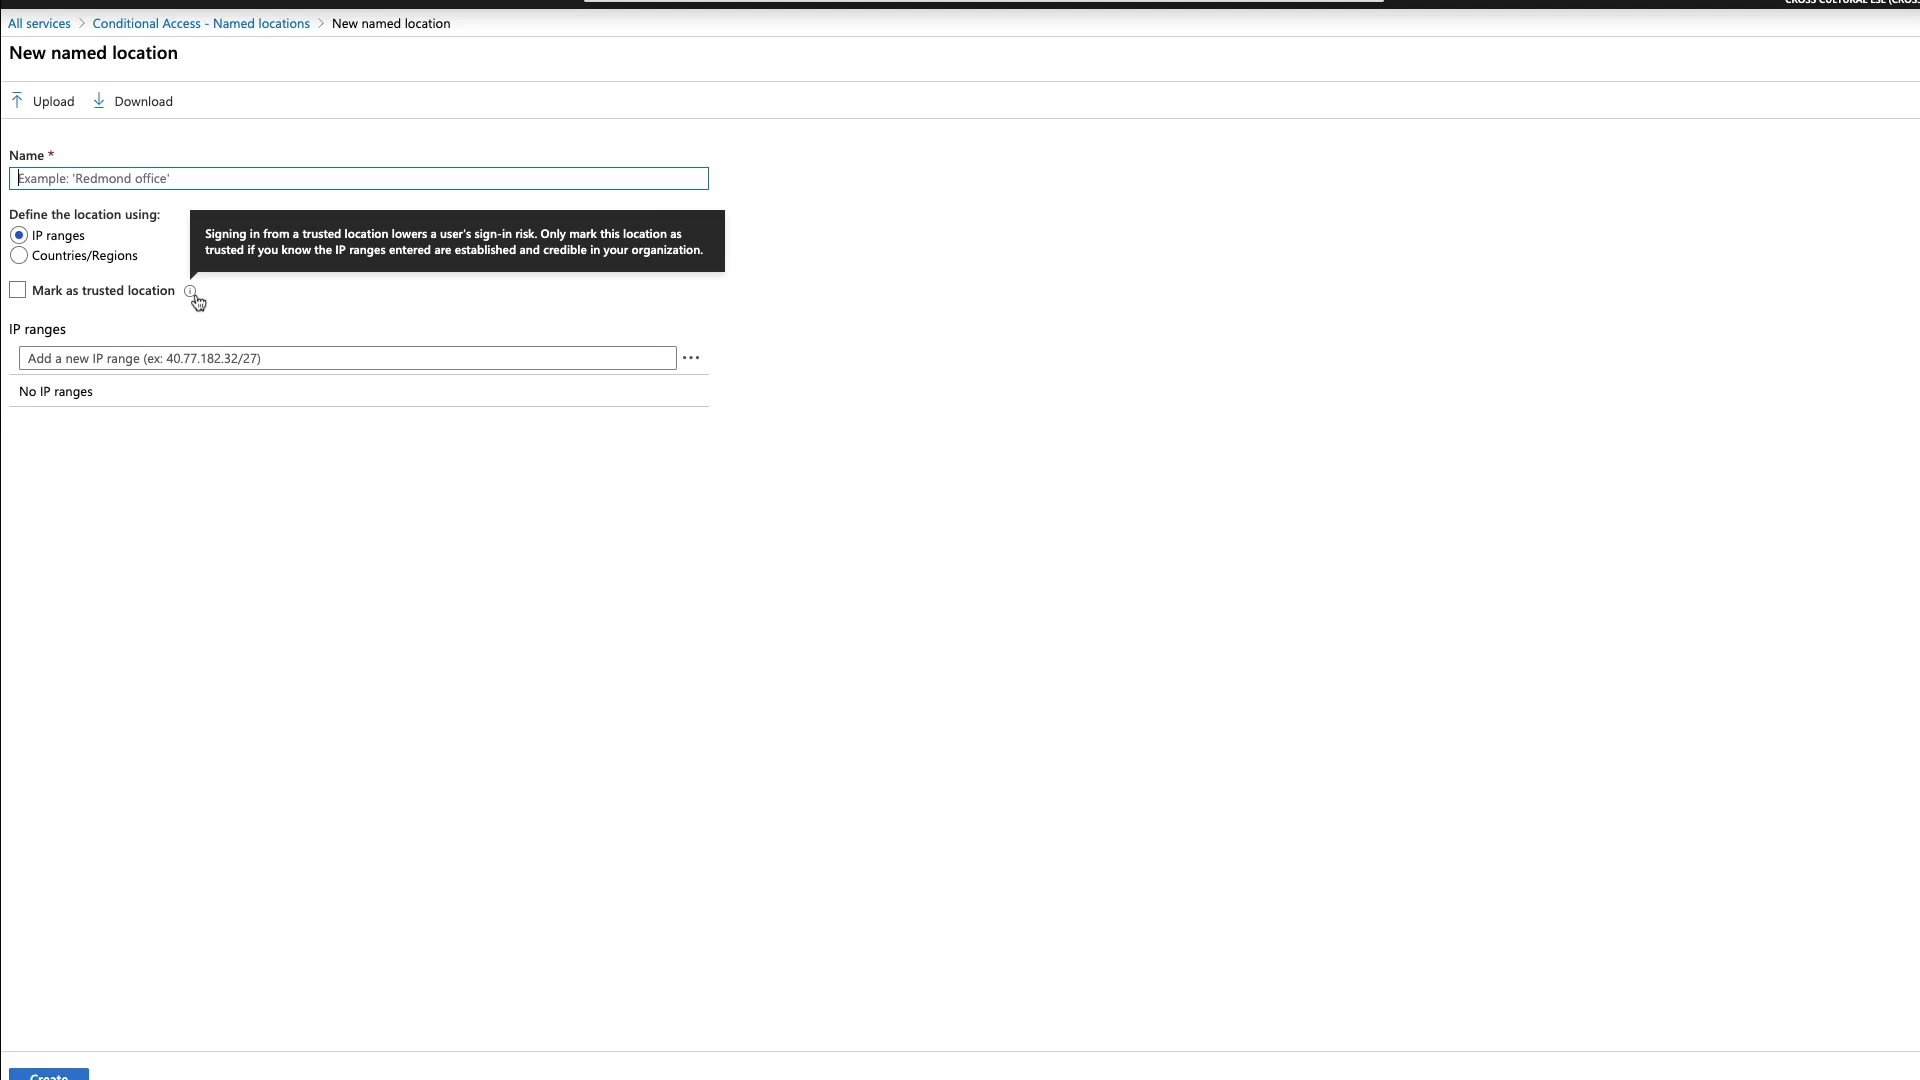 All services > Conditional Access - Named locations > New named location
New named location
Upload Download
Name *
Example: 'Redmond office'
Define the location using:
IP ranges
Countries/Regions
Signing in from a trusted location lowers a user's sign-in risk. Only mark this location as
trusted if you know the IP ranges entered are established and credible in your organization.
Mark as trusted location
IP ranges
Add a new IP range (ex: 40.77.182.32/27)
No IP ranges
Create